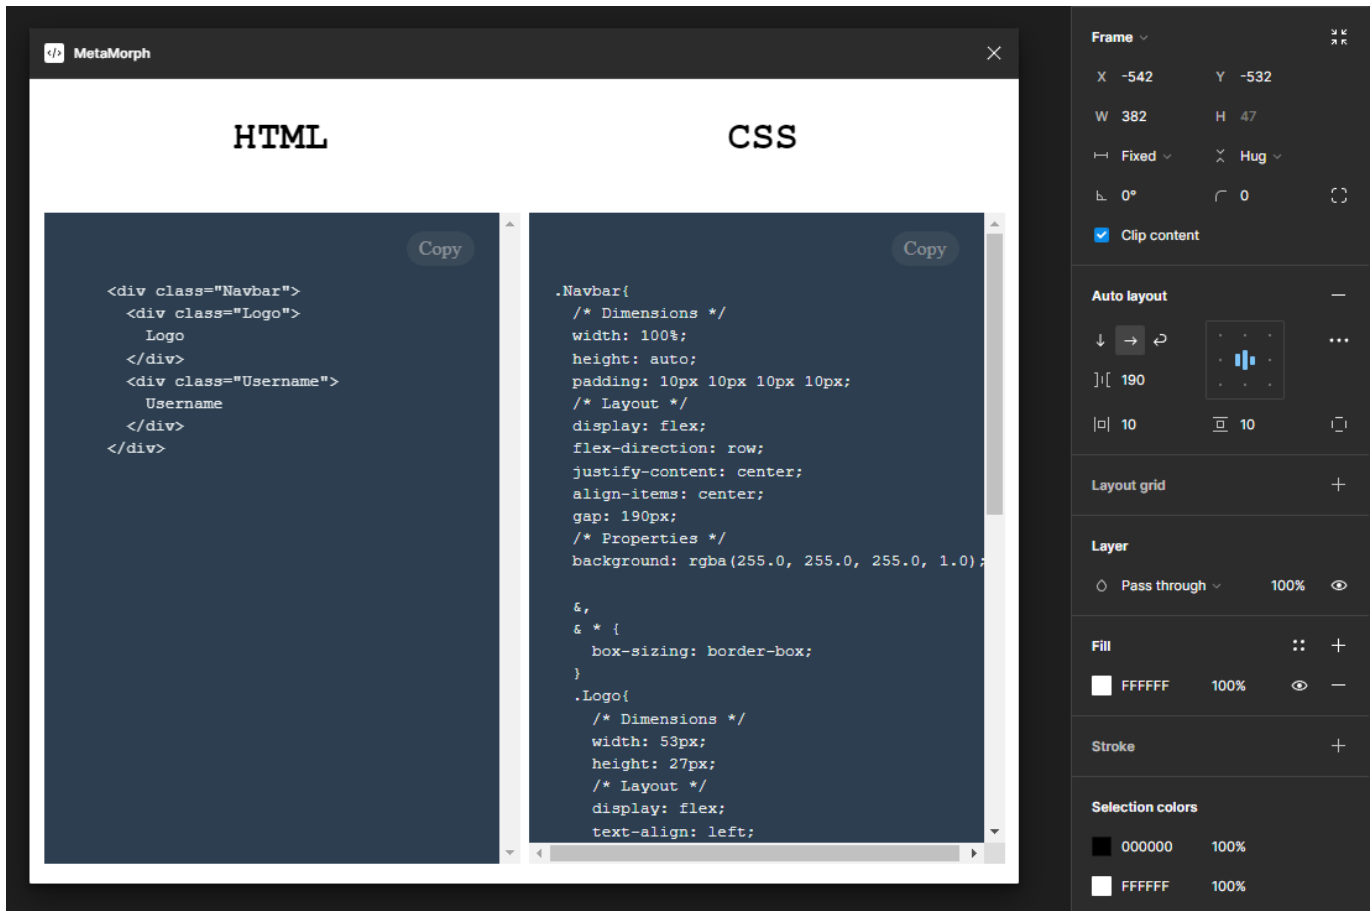 MetaMorph
HTML
CSS
Copy
<div class="Navbar">
  <div class="Logo">
    Logo
  </div>
  <div class="Username">
    Username
  </div>
</div>
Copy
.Navbar{
  /* Dimensions */
  width: 100%;
  height: auto;
  padding: 10px 10px 10px 10px;
  /* Layout */
  display: flex;
  flex-direction: row;
  justify-content: center;
  align-items: center;
  gap: 190px;
  /* Properties */
  background: rgba(255.0, 255.0, 255.0, 1.0);
  &,
  & * {
    box-sizing: border-box;
  }
  .Logo{
    /* Dimensions */
    width: 53px;
    height: 27px;
    /* Layout */
    display: flex;
    text-align: left;
Frame
X -542 Y -532
W 382 H 47
Fixed Hug
0° 0
Clip content
Auto layout
190
10 10
Layout grid
Layer
Pass through 100%
Fill
FFFFFF 100%
Stroke
Selection colors
000000 100%
FFFFFF 100%